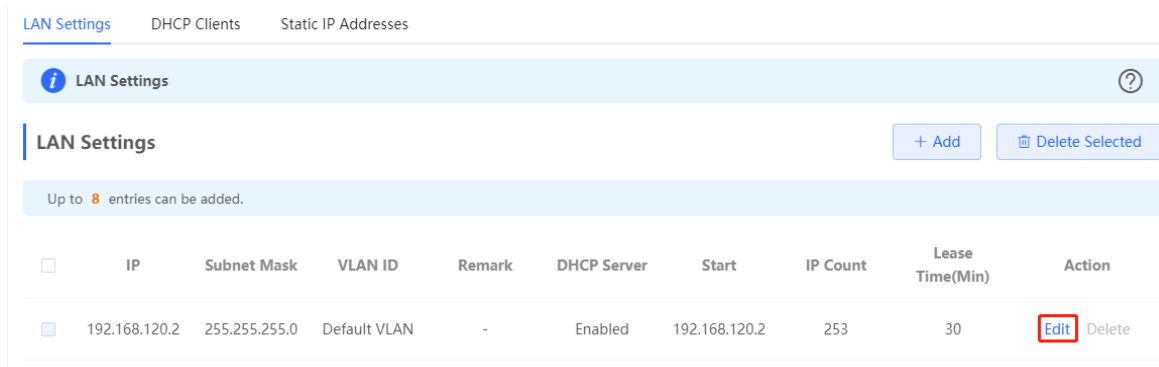 LAN Settings DHCP Clients Static IP Addresses
i LAN Settings ?
LAN Settings + Add Delete Selected
Up to 8 entries can be added.
IP Subnet Mask VLAN ID Remark DHCP Server Start IP Count Lease Time(Min) Action
192.168.120.2 255.255.255.0 Default VLAN - Enabled 192.168.120.2 253 30 Edit Delete